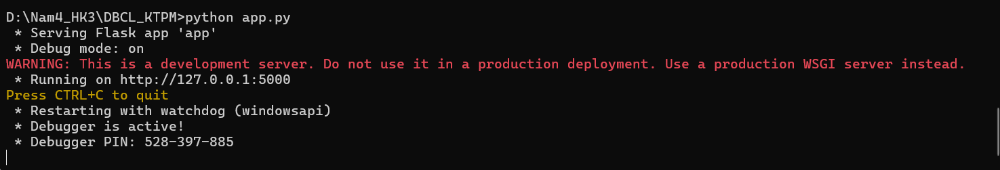 D:\Nam4_HK3\DBCL_KTPM>python app.py
 * Serving Flask app 'app'
 * Debug mode: on
WARNING: This is a development server. Do not use it in a production deployment. Use a production WSGI server instead.
 * Running on http://127.0.0.1:5000
Press CTRL+C to quit
 * Restarting with watchdog (windowsapi)
 * Debugger is active!
 * Debugger PIN: 528-397-885